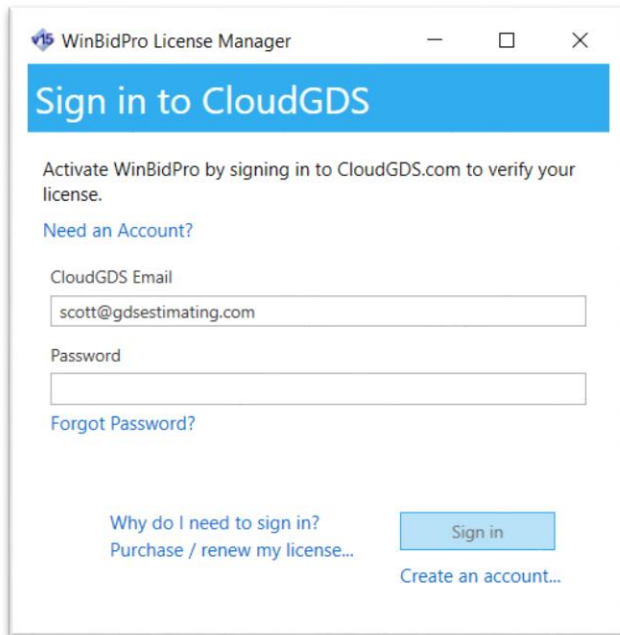 v15 WinBidPro License Manager
Sign in to CloudGDS
Activate WinBidPro by signing in to CloudGDS.com to verify your
license.
Need an Account?
CloudGDS Email
scott@gdsestimating.com
Password
Forgot Password?
Why do I need to sign in?
Sign in
Purchase / renew my license...
Create an account...